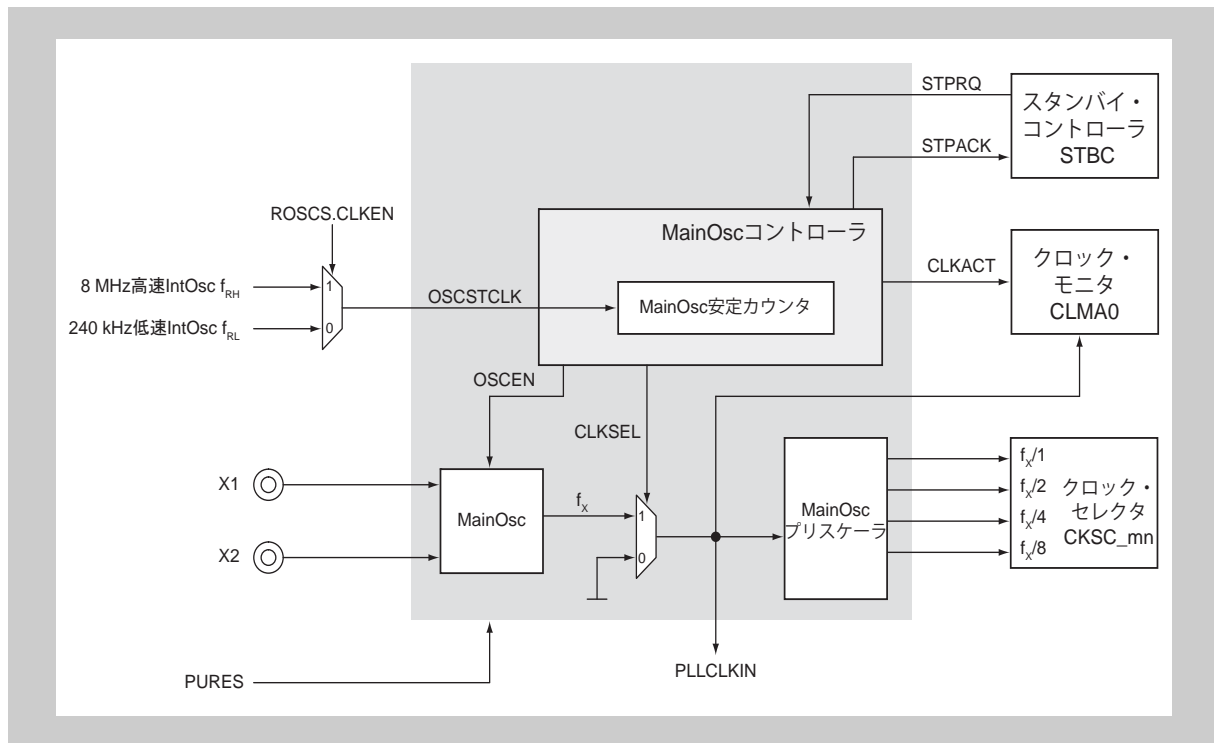 STPRQ
スタンバイ・
コントローラ
STBC
STPACK
ROSCS.CLKEN
MainOscコントローラ
8 MHz高速IntOsc fRH
1
OSCSTCLK
MainOsc安定カウンタ
CLKACT
クロック・
モニタ
CLMA0
240 kHz低速IntOsc fRL
0
OSCEN
CLKSEL
X1
MainOsc
fX
1
0
MainOsc
プリスケーラ
fX/1
fX/2
fX/4
fX/8
クロック・
セレクタ
CKSC_mn
X2
PURES
PLLCLKIN